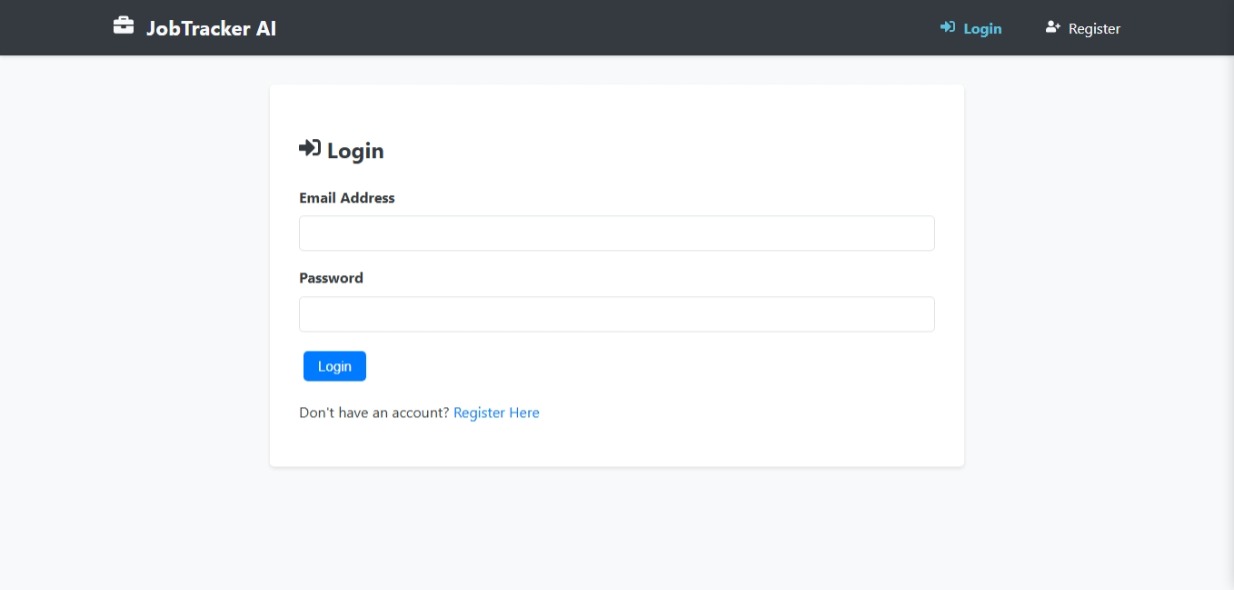 JobTracker AI
Login
Register
Login
Email Address
Password
Login
Don't have an account? Register Here